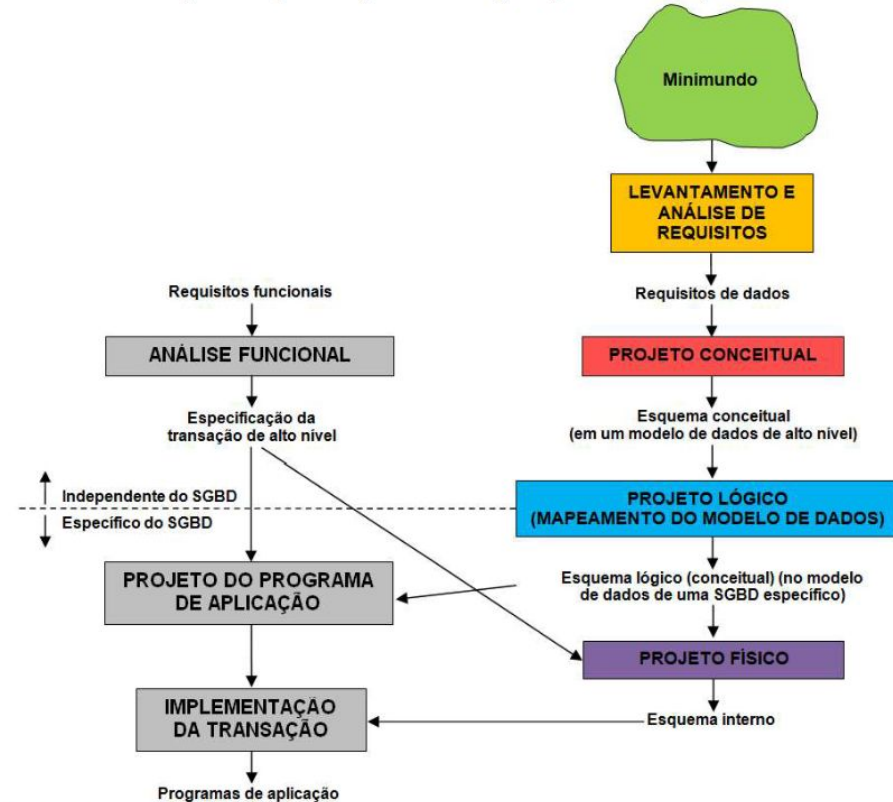 Minimundo
LEVANTAMENTO E
ANÁLISE DE
REQUISITOS
Requisitos funcionais
Requisitos de dados
ANÁLISE FUNCIONAL
PROJETO CONCEITUAL
Especificação da
transação de alto nível
Esquema conceitual
(em um modelo de dados de alto nível)
Independente do SGBD
Específico do SGBD
PROJETO LÓGICO
(MAPEAMENTO DO MODELO DE DADOS)
PROJETO DO PROGRAMA
DE APLICAÇÃO
Esquema lógico (conceitual) (no modelo
de dados de uma SGBD específico)
PROJETO FÍSICO
IMPLEMENTAÇÃO
DA TRANSAÇÃO
Esquema interno
Programas de aplicação